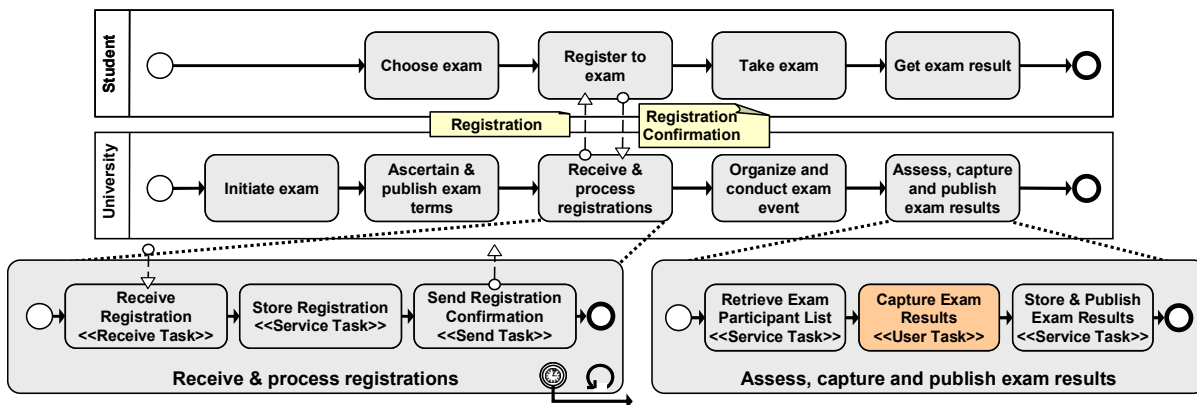 Student
Choose exam
Register to
exam
Take exam
Get exam result
Registration
Registration
Confirmation
University
Initiate exam
Ascertain &
publish exam
terms
Receive &
process
registrations
Organize and
conduct exam
event
Assess, capture
and publish
exam results
Receive
Registration
<<Receive Task>>
Store Registration
<<Service Task>>
Send Registration
Confirmation
<<Send Task>>
Receive & process registrations
Retrieve Exam
Participant List
<<Service Task>>
Capture Exam
Results
<<User Task>>
Store & Publish
Exam Results
<<Service Task>>
Assess, capture and publish exam results